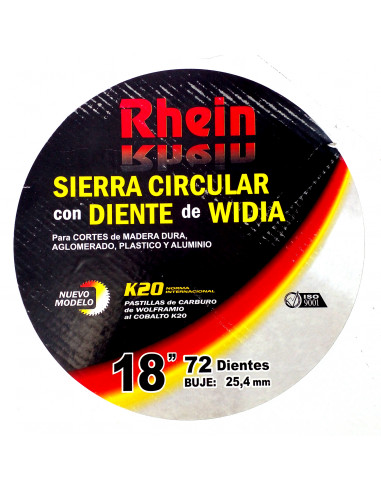 Rhein
SIERRA CIRCULAR
con DIENTE de WIDIA
Para CORTES de MADERA DURA,
AGLOMERADO, PLASTICO Y ALUMINIO
NUEVO
MODELO
K20 NORMA
INTERNACIONAL
PASTILLAS de CARBURO
de WOLFRAMIO
al COBALTO K20
ISO
9001
18” 72 Dientes
BUJE: 25,4 mm